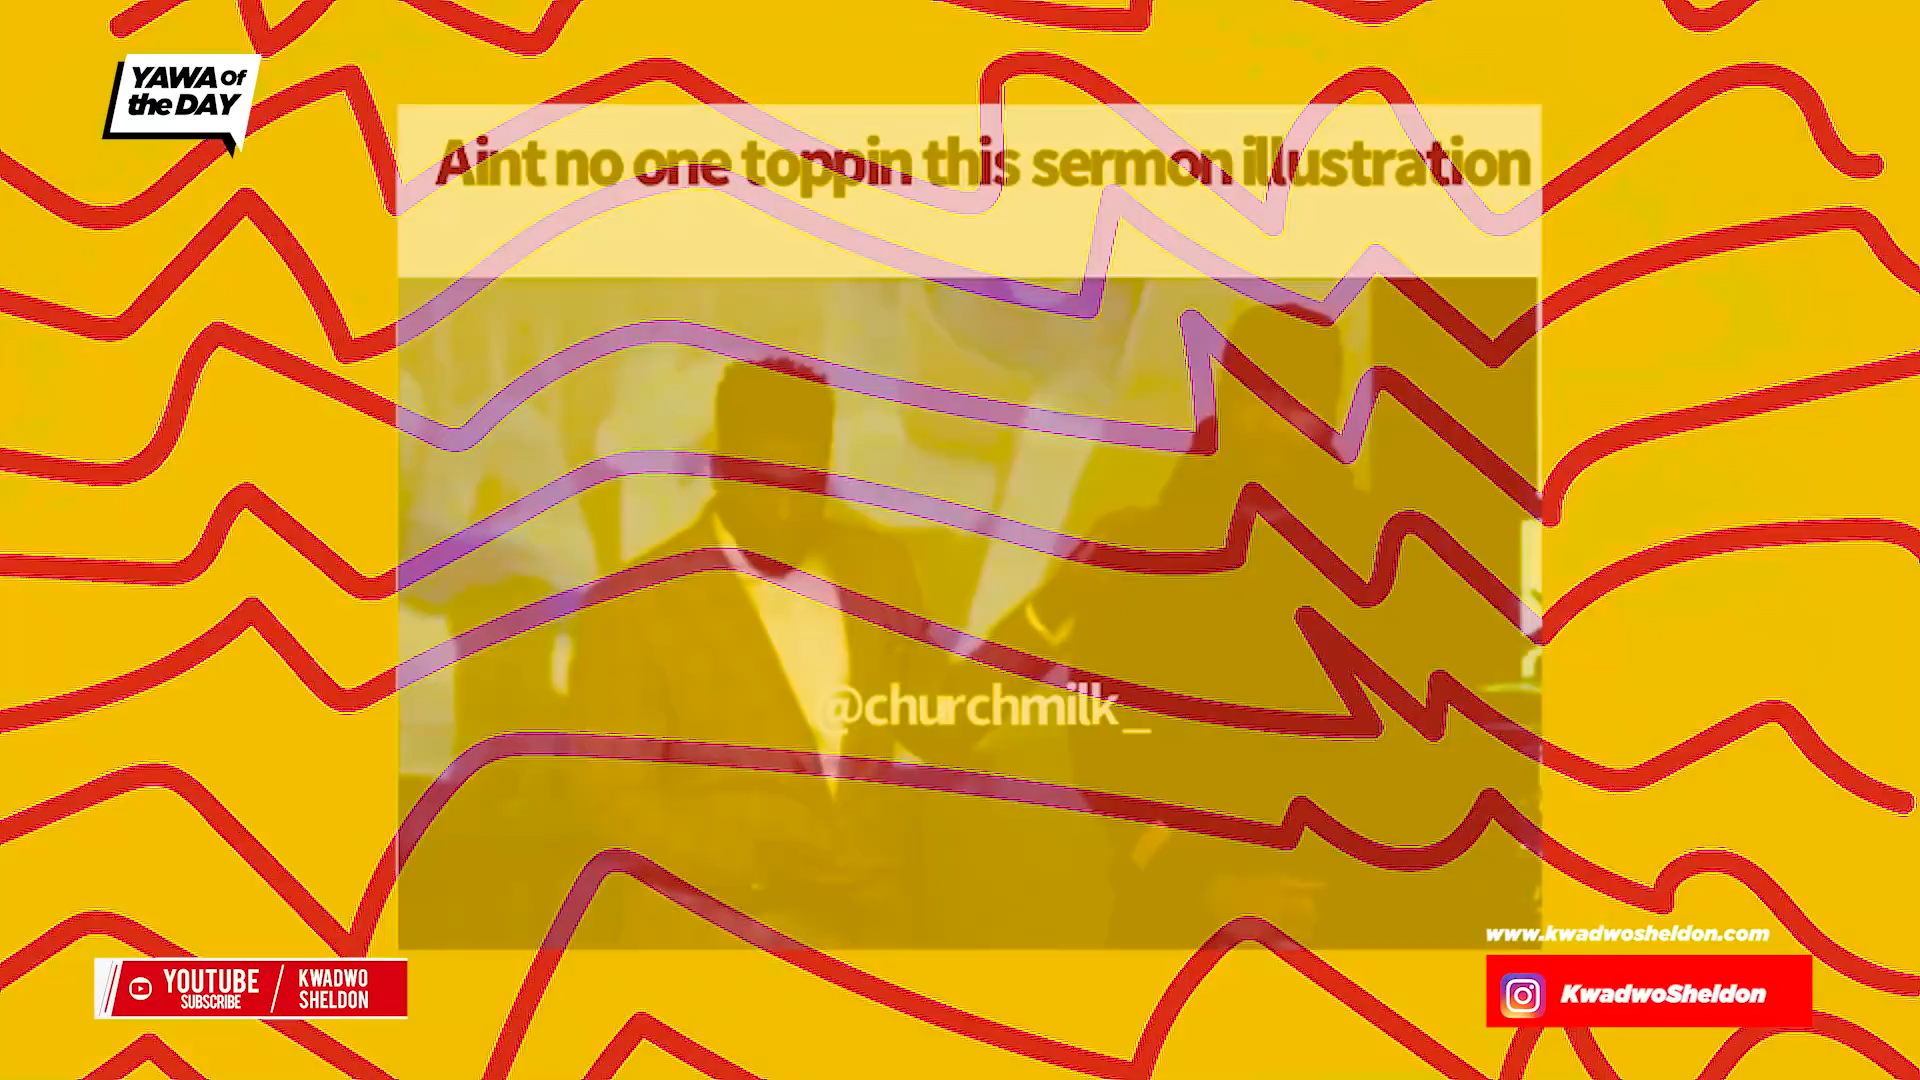 YAWA of
the DAY
Aint no one toppin this sermon illustration
@churchmilk_
www.kwadwosheldon.com
YOUTUBE
SUBSCRIBE
KWADWO
SHELDON
KwadwoSheldon